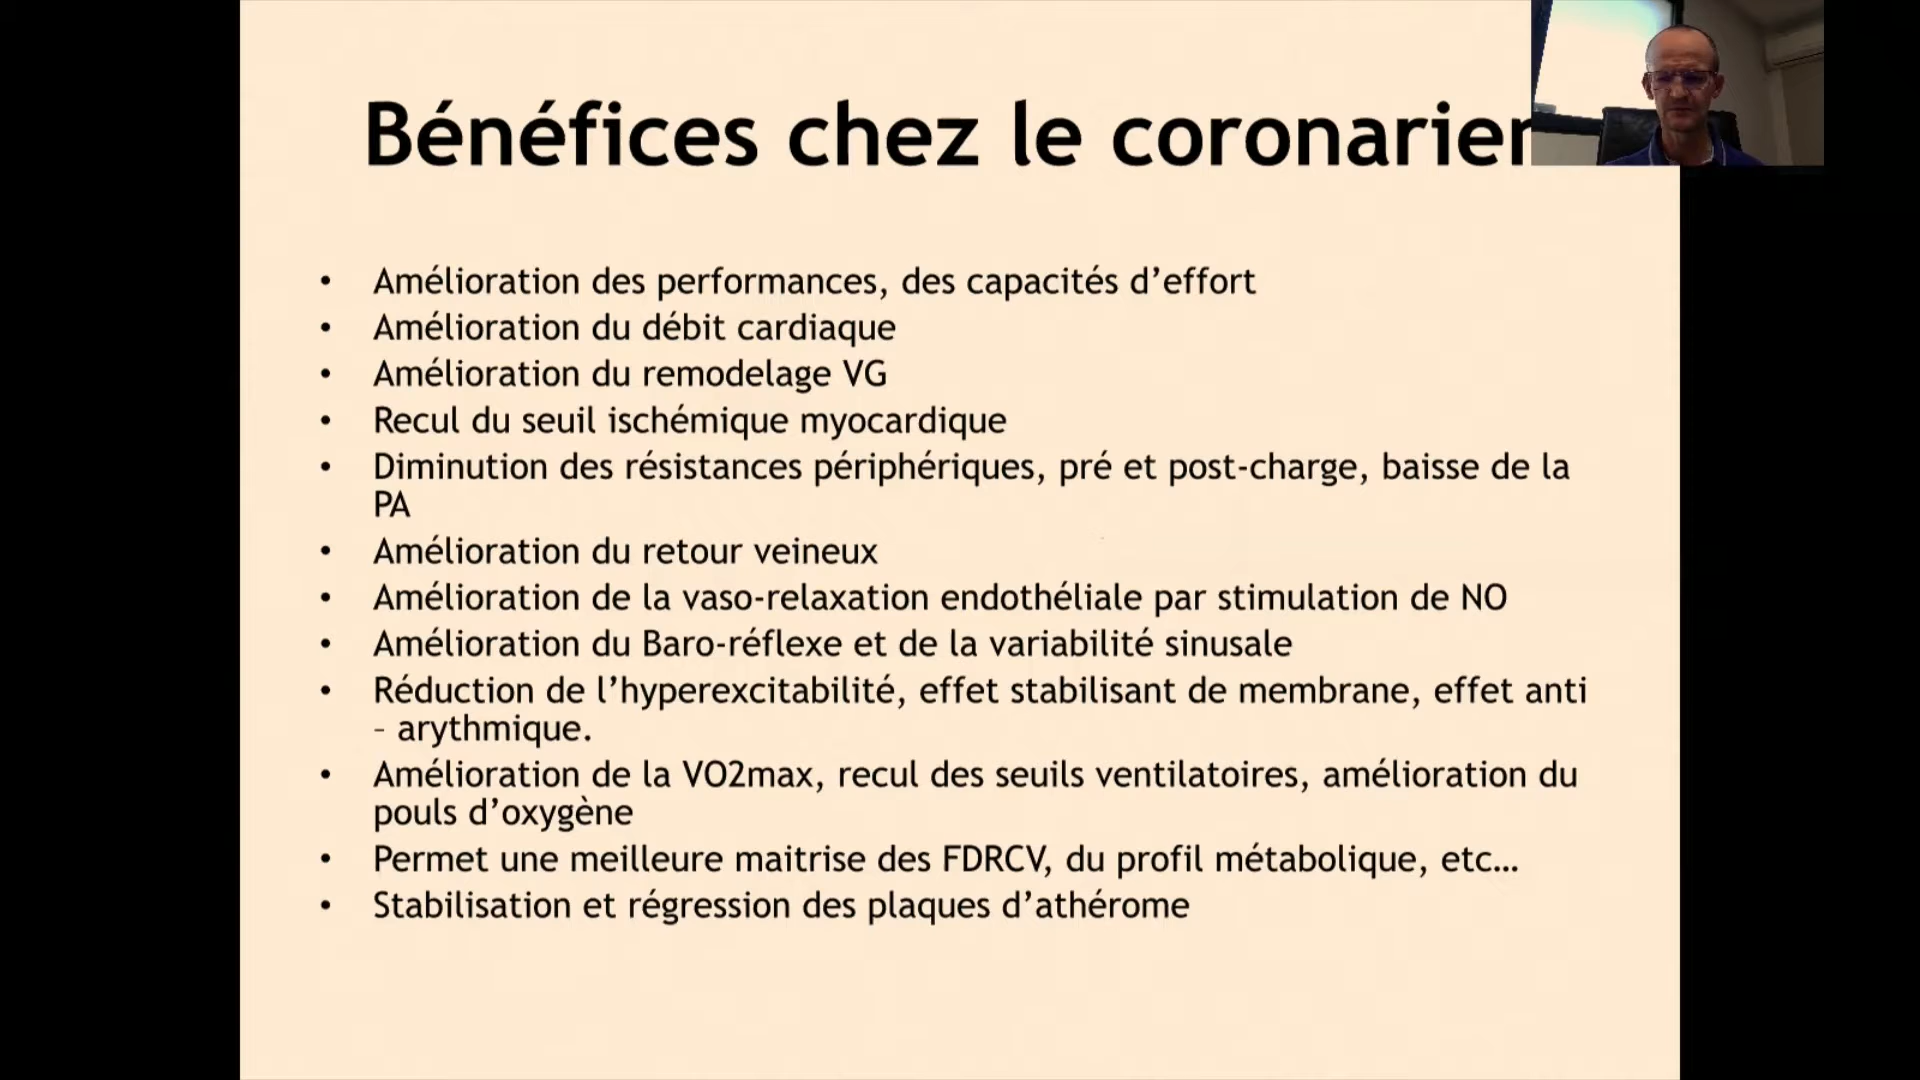 Bénéfices chez le coronarien
• Amélioration des performances, des capacités d’effort
• Amélioration du débit cardiaque
• Amélioration du remodelage VG
• Recul du seuil ischémique myocardique
• Diminution des résistances périphériques, pré et post-charge, baisse de la
PA
• Amélioration du retour veineux
• Amélioration de la vaso-relaxation endothéliale par stimulation de NO
• Amélioration du Baro-réflexe et de la variabilité sinusale
• Réduction de l’hyperexcitabilité, effet stabilisant de membrane, effet anti
– arythmique.
• Amélioration de la VO2max, recul des seuils ventilatoires, amélioration du
pouls d’oxygène
• Permet une meilleure maitrise des FDRCV, du profil métabolique, etc…
• Stabilisation et régression des plaques d’athérome